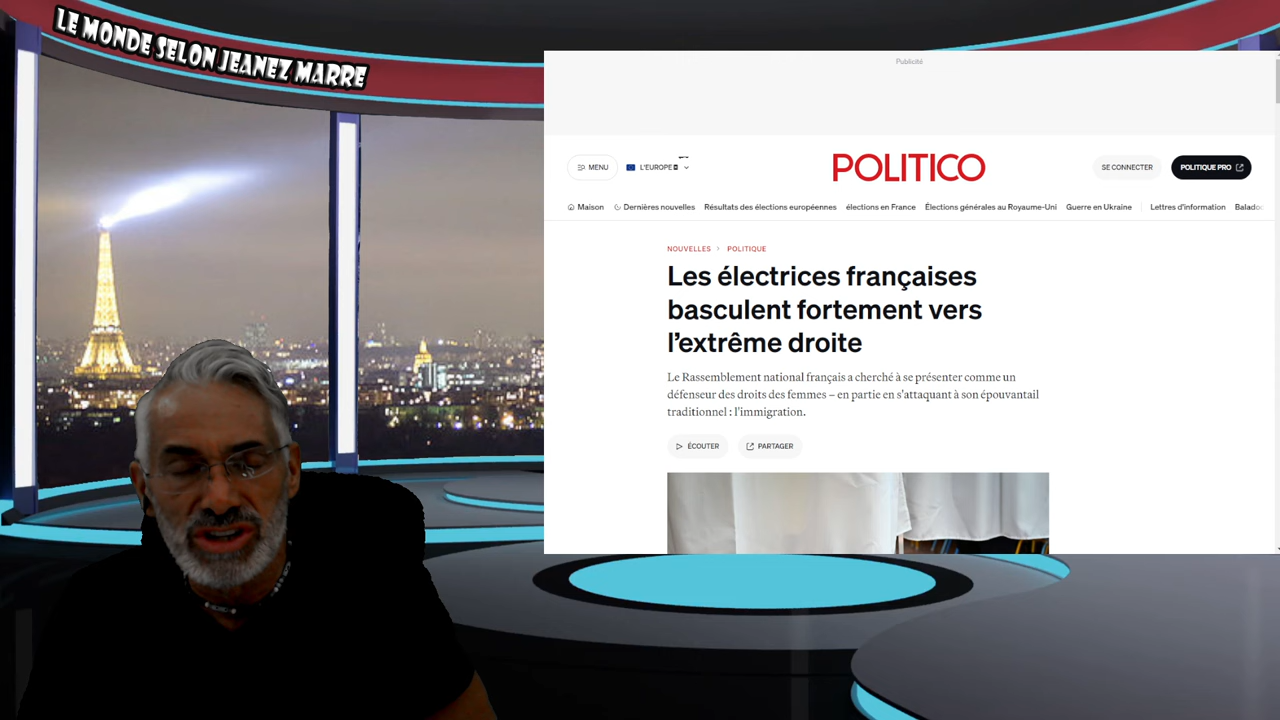 LE MONDE SELON JEANEZ MARRE
Publicité
MENU
L'EUROPE
POLITICO
SE CONNECTER
POLITIQUE PRO
Maison
Dernières nouvelles
Résultats des élections européennes
élections en France
Élections générales au Royaume-Uni
Guerre en Ukraine
Lettres d'information
Balado
NOUVELLES > POLITIQUE
Les électrices françaises
basculent fortement vers
l'extrême droite
Le Rassemblement national français a cherché à se présenter comme un
défenseur des droits des femmes – en partie en s'attaquant à son épouvantail
traditionnel : l'immigration.
ÉCOUTER
PARTAGER